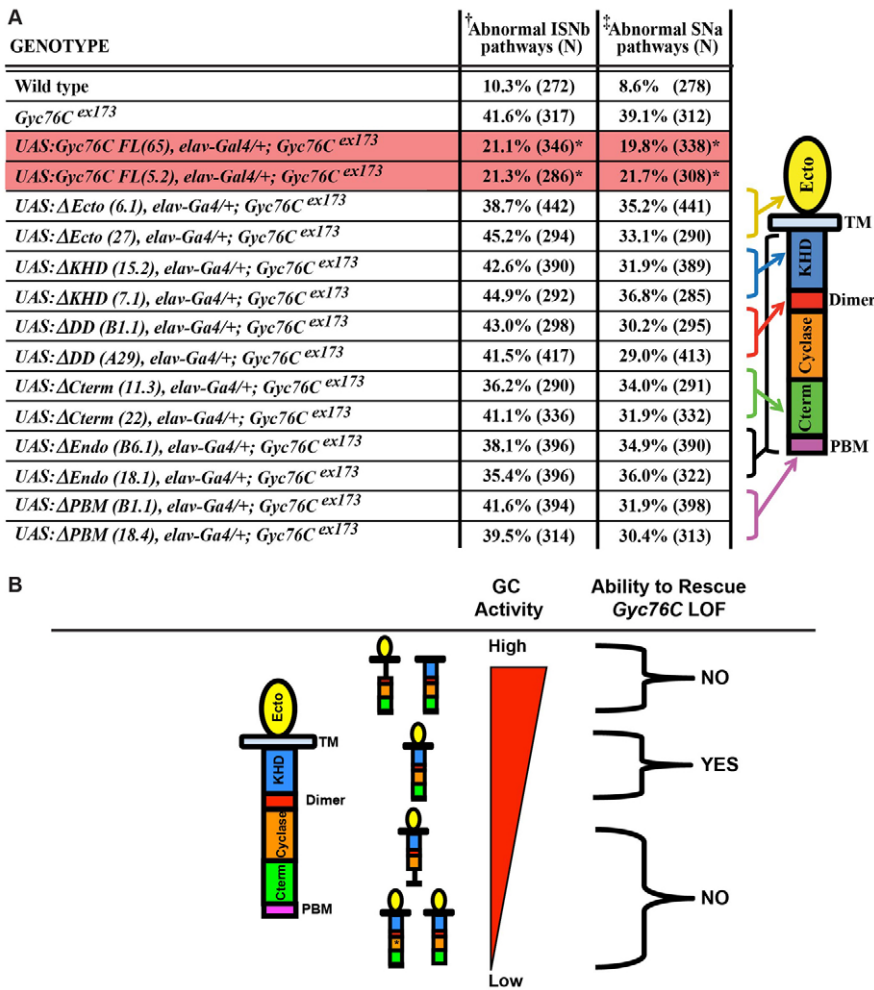 A
GENOTYPE
†Abnormal ISNb pathways (N)
‡Abnormal SNa pathways (N)
Wild type 10.3% (272) 8.6% (278)
Gyc76C ex173 41.6% (317) 39.1% (312)
UAS:Gyc76C FL(65), elav-Gal4/+; Gyc76C ex173 21.1% (346)* 19.8% (338)*
UAS:Gyc76C FL(5.2), elav-Gal4/+; Gyc76C ex173 21.3% (286)* 21.7% (308)*
UAS:ΔEcto (6.1), elav-Ga4/+; Gyc76C ex173 38.7% (442) 35.2% (441)
UAS:ΔEcto (27), elav-Ga4/+; Gyc76C ex173 45.2% (294) 33.1% (290)
UAS:ΔKHD (15.2), elav-Ga4/+; Gyc76C ex173 42.6% (390) 31.9% (389)
UAS:ΔKHD (7.1), elav-Ga4/+; Gyc76C ex173 44.9% (292) 36.8% (285)
UAS:ΔDD (B1.1), elav-Ga4/+; Gyc76C ex173 43.0% (298) 30.2% (295)
UAS:ΔDD (A29), elav-Ga4/+; Gyc76C ex173 41.5% (417) 29.0% (413)
UAS:ΔCterm (11.3), elav-Ga4/+; Gyc76C ex173 36.2% (290) 34.0% (291)
UAS:ΔCterm (22), elav-Ga4/+; Gyc76C ex173 41.1% (336) 31.9% (332)
UAS:ΔEndo (B6.1), elav-Ga4/+; Gyc76C ex173 38.1% (396) 34.9% (390)
UAS:ΔEndo (18.1), elav-Ga4/+; Gyc76C ex173 35.4% (396) 36.0% (322)
UAS:ΔPBM (B1.1), elav-Ga4/+; Gyc76C ex173 41.6% (394) 31.9% (398)
UAS:ΔPBM (18.4), elav-Ga4/+; Gyc76C ex173 39.5% (314) 30.4% (313)
Ecto
TM
KHD
Dimer
Cyclase
Cterm
PBM
B
GC
Activity
Ability to Rescue
Gyc76C LOF
High
NO
YES
NO
Low
Ecto
TM
KHD
Dimer
Cyclase
Cterm
PBM
*